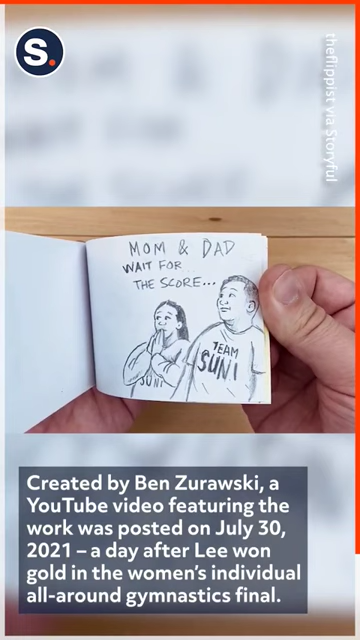 S.
theflippist via Storyful
MOM & DAD
WAIT FOR
THE SCORE...
TEAM
SUNI
SUNI
Created by Ben Zurawski, a
YouTube video featuring the
work was posted on July 30,
2021 – a day after Lee won
gold in the women's individual
all-around gymnastics final.